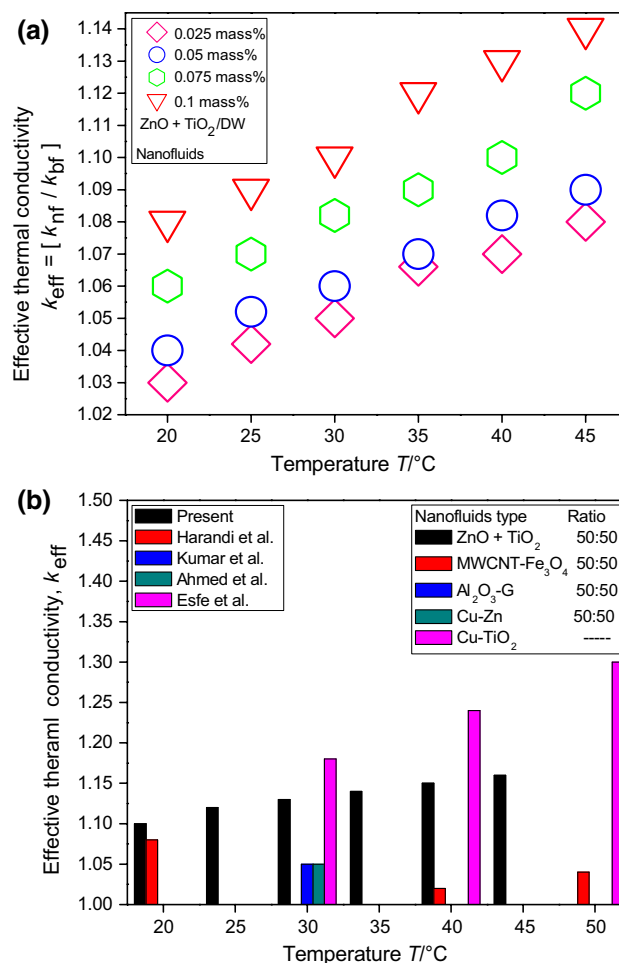 (a)
1.14
1.13
1.12
1.11
1.10
1.09
1.08
1.07
1.06
1.05
1.04
1.03
1.02
Effective thermal conductivity
k_eff = [ k_nf / k_bf ]
0.025 mass%
0.05 mass%
0.075 mass%
0.1 mass%
ZnO + TiO₂/DW
Nanofluids
20 25 30 35 40 45
Temperature T/°C
(b)
1.50
1.45
1.40
1.35
1.30
1.25
1.20
1.15
1.10
1.05
1.00
Effective theraml conductivity, k_eff
Present
Harandi et al.
Kumar et al.
Ahmed et al.
Esfe et al.
Nanofluids type Ratio
ZnO + TiO₂ 50:50
MWCNT-Fe₃O₄ 50:50
Al₂O₃-G 50:50
Cu-Zn 50:50
Cu-TiO₂ -----
20 25 30 35 40 45 50
Temperature T/°C